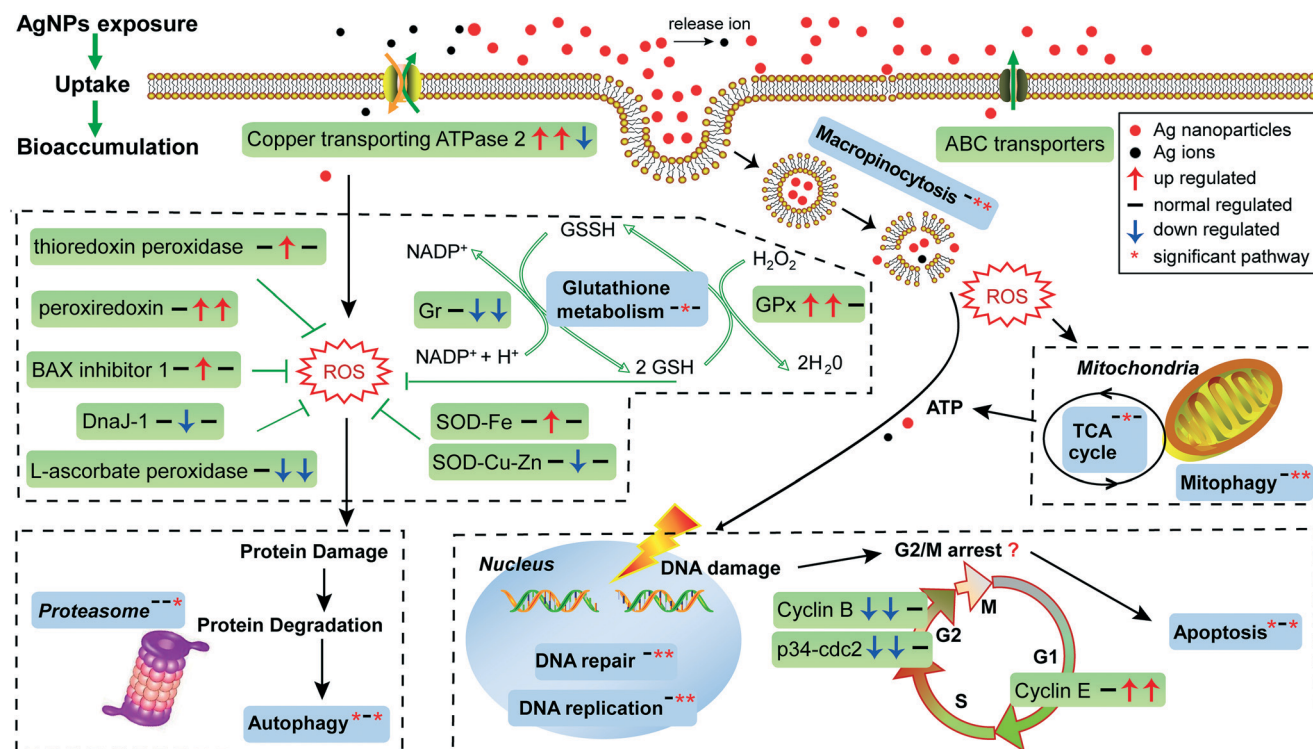 AgNPs exposure
Uptake
Bioaccumulation
release ion
Copper transporting ATPase 2 ↑ ↑ ↓
Macropinocytosis -**
ABC transporters
Ag nanoparticles
Ag ions
↑ up regulated
– normal regulated
↓ down regulated
* significant pathway
thioredoxin peroxidase – ↑ –
peroxiredoxin – ↑ ↑
BAX inhibitor 1 – ↑ –
DnaJ-1 – ↓ –
L-ascorbate peroxidase – ↓ ↓
ROS
NADP⁺
GSSH
H₂O₂
Gr – ↓ ↓
Glutathione
metabolism -*-
GPx ↑ ↑ –
NADP⁺ + H⁺
2 GSH
2H₂0
SOD-Fe – ↑ –
SOD-Cu-Zn – ↓ –
ROS
Mitochondria
ATP
TCA -*-
cycle
Mitophagy -**
Protein Damage
Proteasome --*
Protein Degradation
Autophagy *-*
Nucleus
DNA damage
DNA repair -**
DNA replication -**
G2/M arrest ?
Cyclin B ↓ ↓ –
p34-cdc2 ↓ ↓ –
M
G2
G1
S
Cyclin E – ↑ ↑
Apoptosis *-*